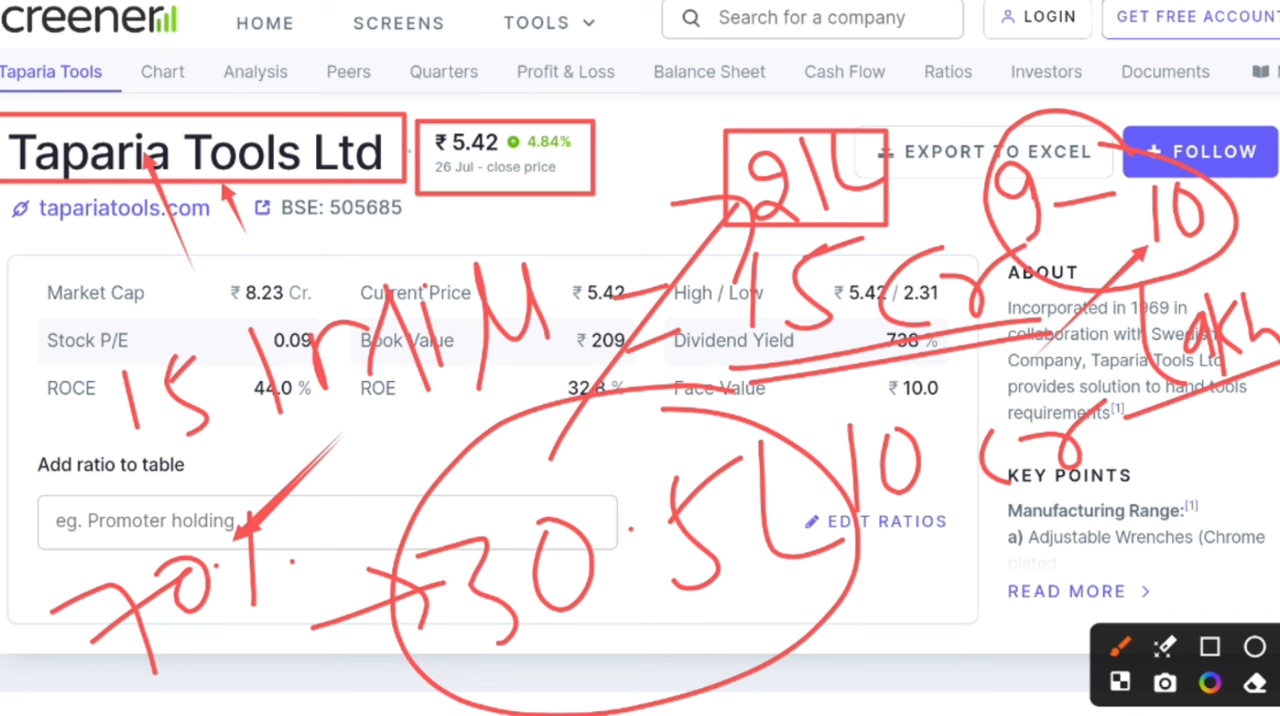 creener
HOME SCREENS TOOLS
Search for a company
LOGIN
GET FREE ACCOUNT
Taparia Tools Chart Analysis Peers Quarters Profit & Loss Balance Sheet Cash Flow Ratios Investors Documents
Taparia Tools Ltd
₹ 5.42 4.84%
26 Jul - close price
EXPORT TO EXCEL
FOLLOW
9 - 10
tapariatools.com BSE: 505685
15 Cr
Lakh
Market Cap ₹ 8.23 Cr.
Current Price ₹ 5.42
High / Low ₹ 5.42 / 2.31
Stock P/E 0.09
Book Value ₹ 209
Dividend Yield 738 %
ROCE 44.0 %
ROE 32.8 %
Face Value ₹ 10.0
15
10 Cr
Add ratio to table
eg. Promoter holding
EDIT RATIOS
70%.
30.5L
ABOUT
Incorporated in 1969 in
collaboration with Swedish
Company, Taparia Tools Ltd
provides solution to hand tools
requirements[1]
KEY POINTS
Manufacturing Range:[1]
a) Adjustable Wrenches (Chrome
plated
READ MORE